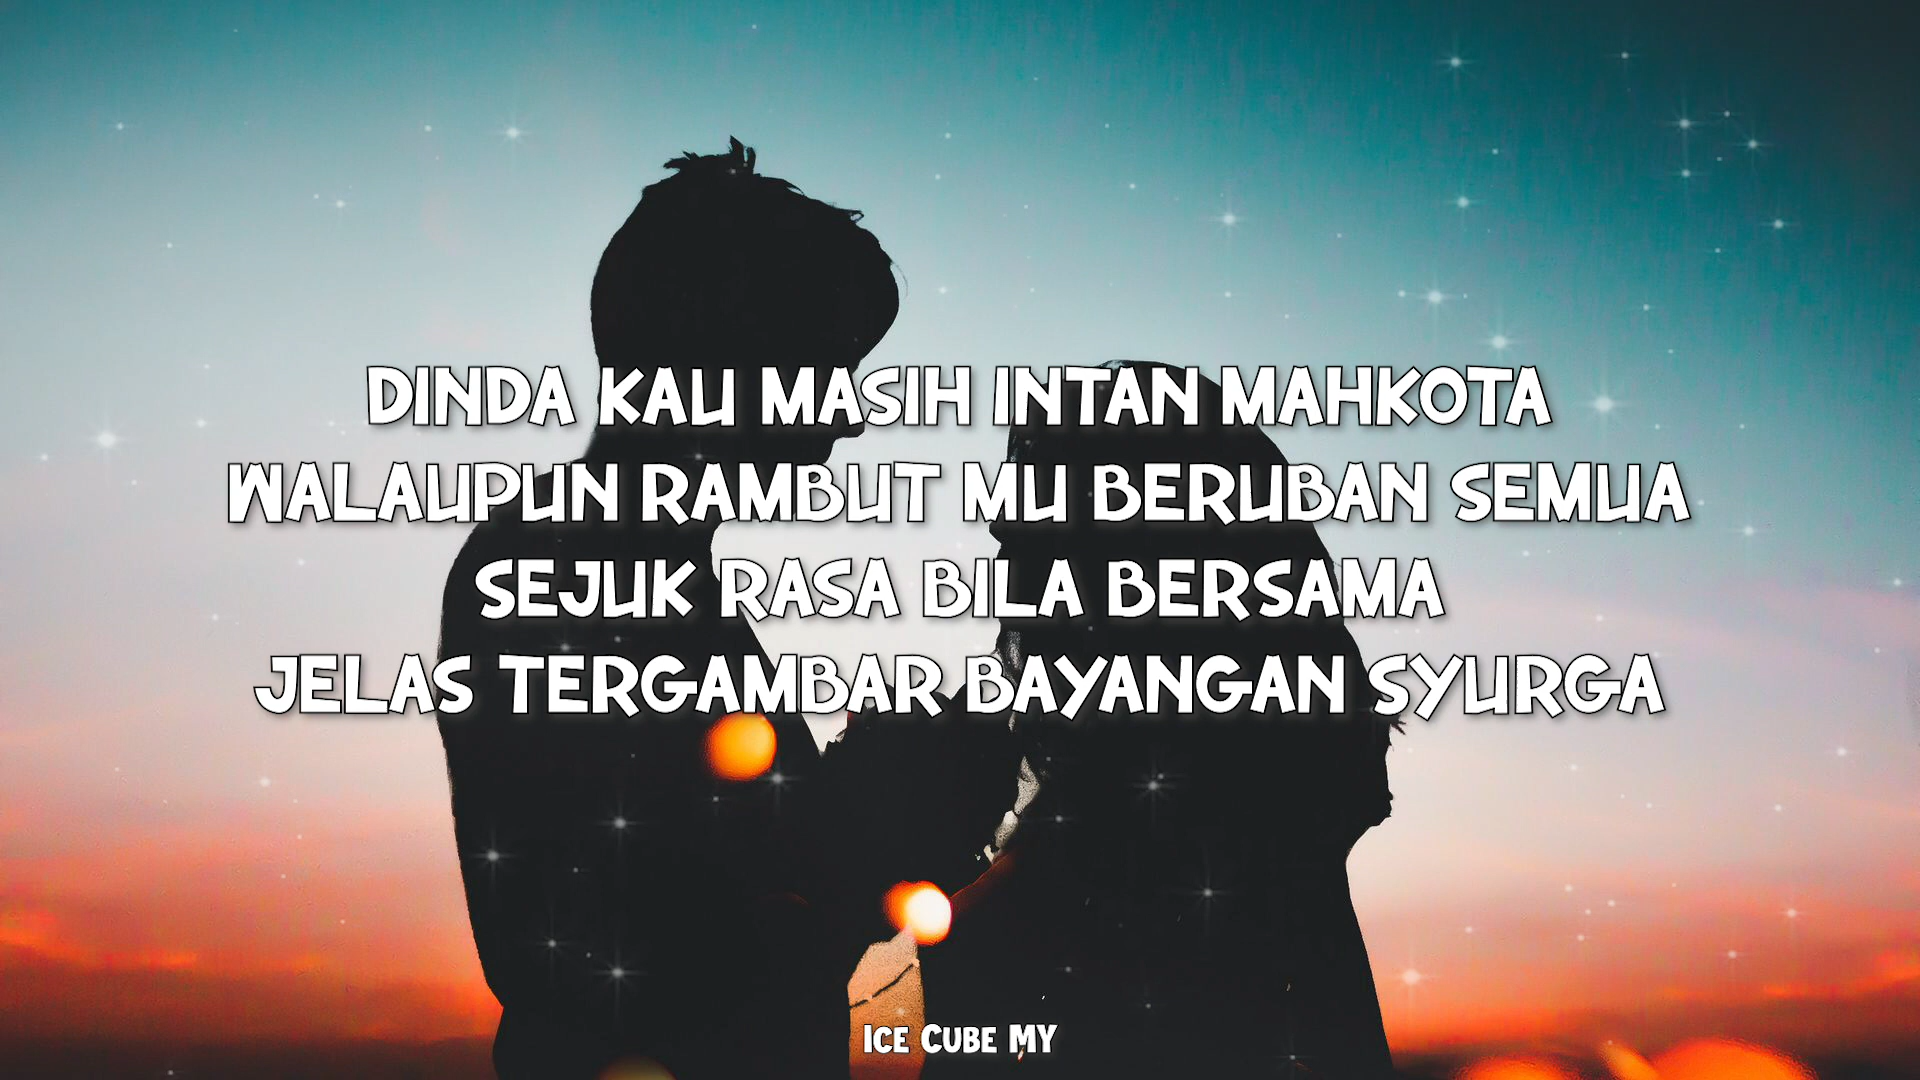 DINDA KAU MASIH INTAN MAHKOTA
WALAUPUN RAMBUT MU BERUBAN SEMUA
SEJUK RASA BILA BERSAMA
JELAS TERGAMBAR BAYANGAN SYURGA
ICE CUBE MY